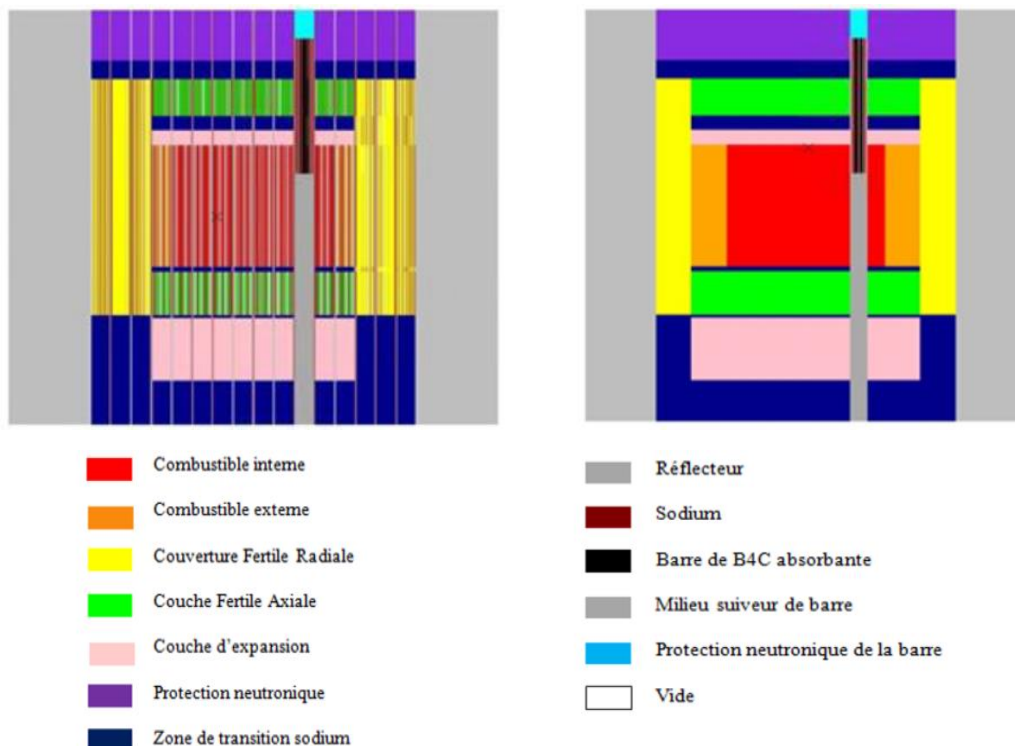 Combustible interne
Combustible externe
Couverture Fertile Radiale
Couche Fertile Axiale
Couche d'expansion
Protection neutronique
Zone de transition sodium
Réflecteur
Sodium
Barre de B4C absorbante
Milieu suiveur de barre
Protection neutronique de la barre
Vide